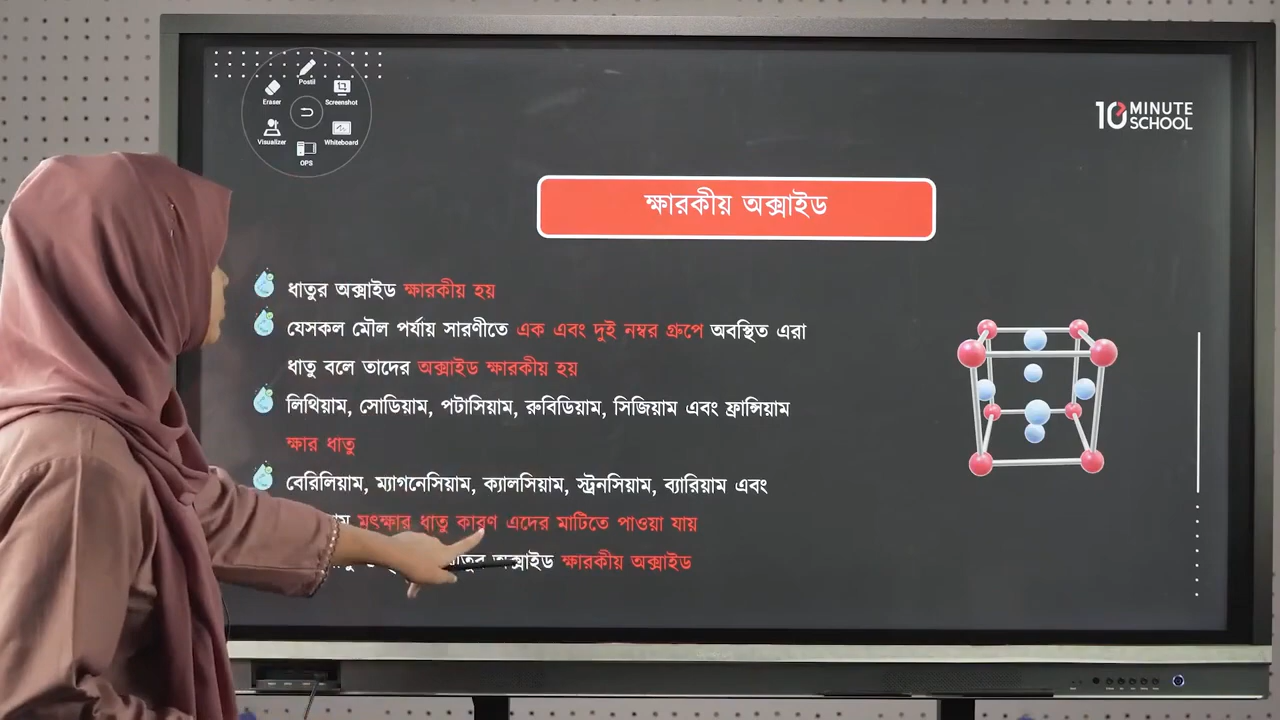 Postil
Eraser
Screenshot
Visualizer
Whiteboard
OPS
10 MINUTE
SCHOOL
ক্ষারকীয় অক্সাইড
ধাতুর অক্সাইড ক্ষারকীয় হয়
যেসকল মৌল পর্যায় সারণীতে এক এবং দুই নম্বর গ্রুপে অবস্থিত এরা
ধাতু বলে তাদের অক্সাইড ক্ষারকীয় হয়
লিথিয়াম, সোডিয়াম, পটাসিয়াম, রুবিডিয়াম, সিজিয়াম এবং ফ্রান্সিয়াম
ক্ষার ধাতু
বেরিলিয়াম, ম্যাগনেসিয়াম, ক্যালসিয়াম, স্ট্রনসিয়াম, ব্যারিয়াম এবং
মৃৎক্ষার ধাতু কারণ এদের মাটিতে পাওয়া যায়
অক্সাইড ক্ষারকীয় অক্সাইড